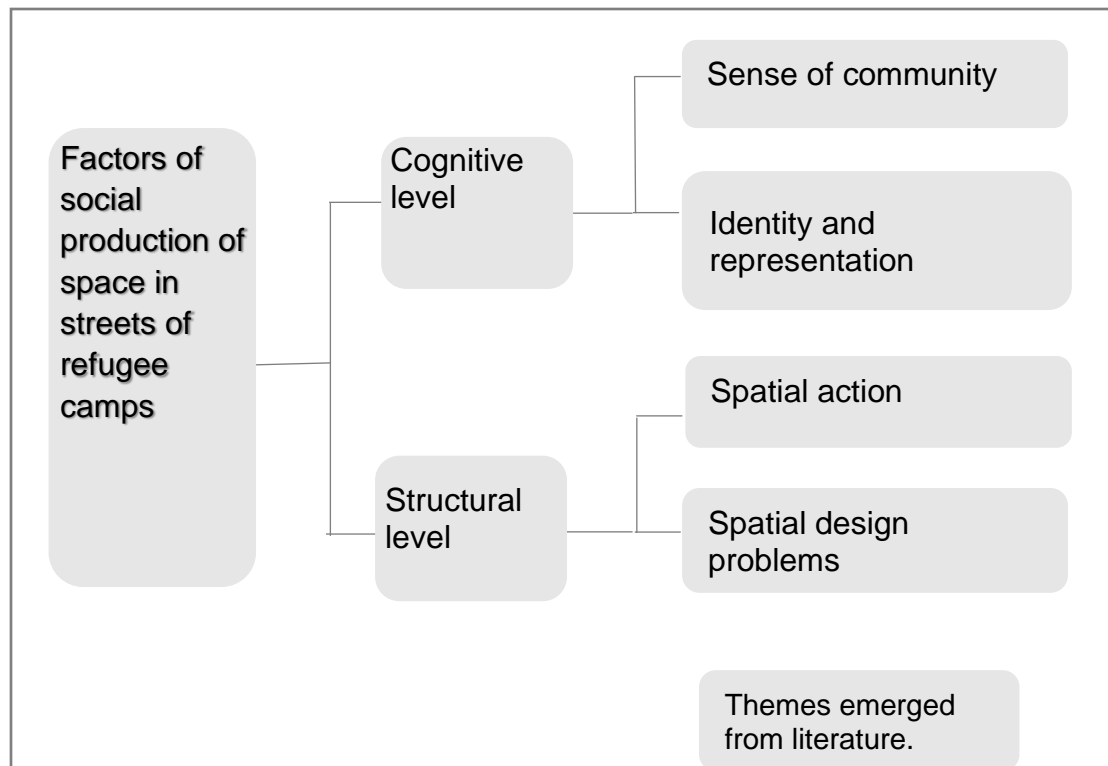 Factors of
social
production of
space in
streets of
refugee
camps
Cognitive
level
Sense of community
Identity and
representation
Structural
level
Spatial action
Spatial design
problems
Themes emerged
from literature.